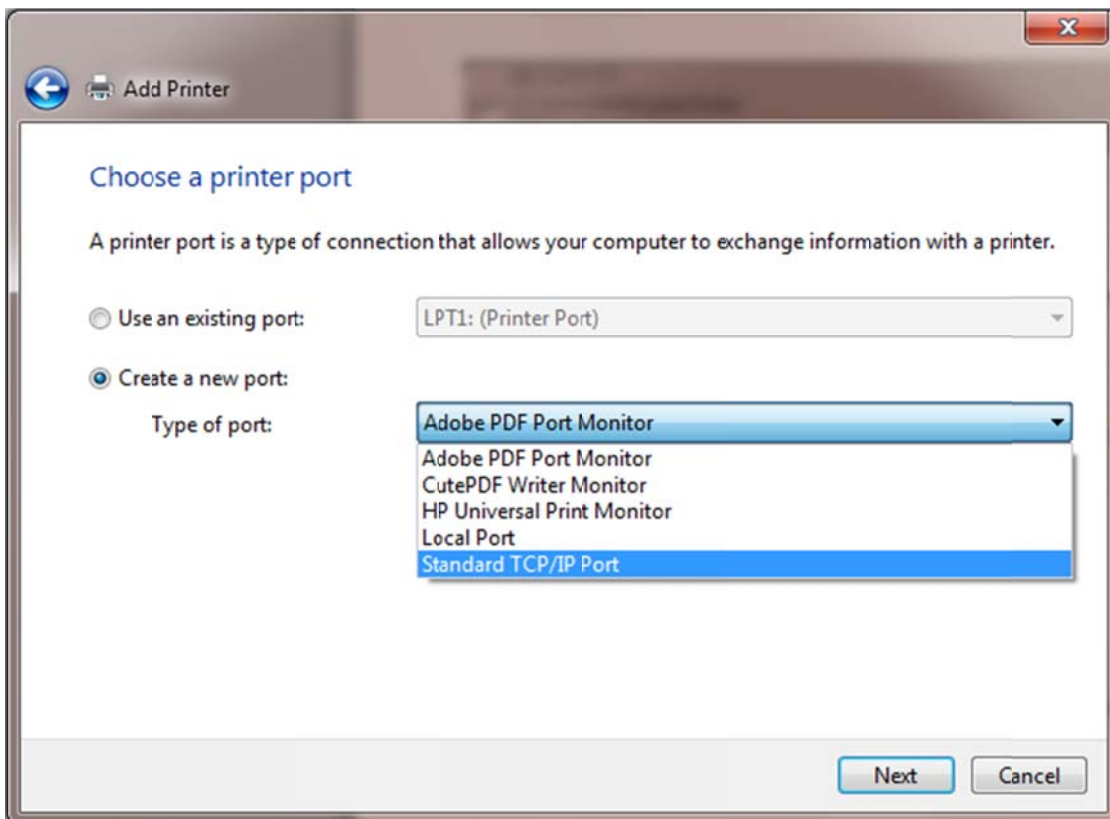 Add Printer
Choose a printer port
A printer port is a type of connection that allows your computer to exchange information with a printer.
Use an existing port: LPT1: (Printer Port)
Create a new port:
Type of port: Adobe PDF Port Monitor
Adobe PDF Port Monitor
CutePDF Writer Monitor
HP Universal Print Monitor
Local Port
Standard TCP/IP Port
Next Cancel